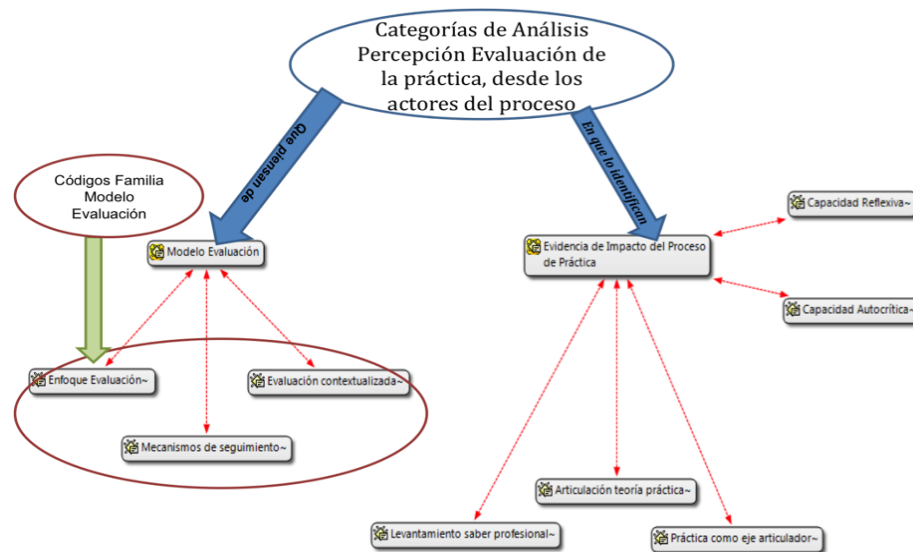 Categorías de Análisis
Percepción Evaluación de
la práctica, desde los
actores del proceso
Que piensan de
En que lo identifican
Códigos Familia
Modelo
Evaluación
Modelo Evaluación
Evidencia de Impacto del Proceso
de Práctica
Capacidad Reflexiva~
Capacidad Autocrítica~
Enfoque Evaluación~
Evaluación contextualizada~
Mecanismos de seguimiento~
Articulación teoría práctica~
Levantamiento saber profesional~
Práctica como eje articulador~